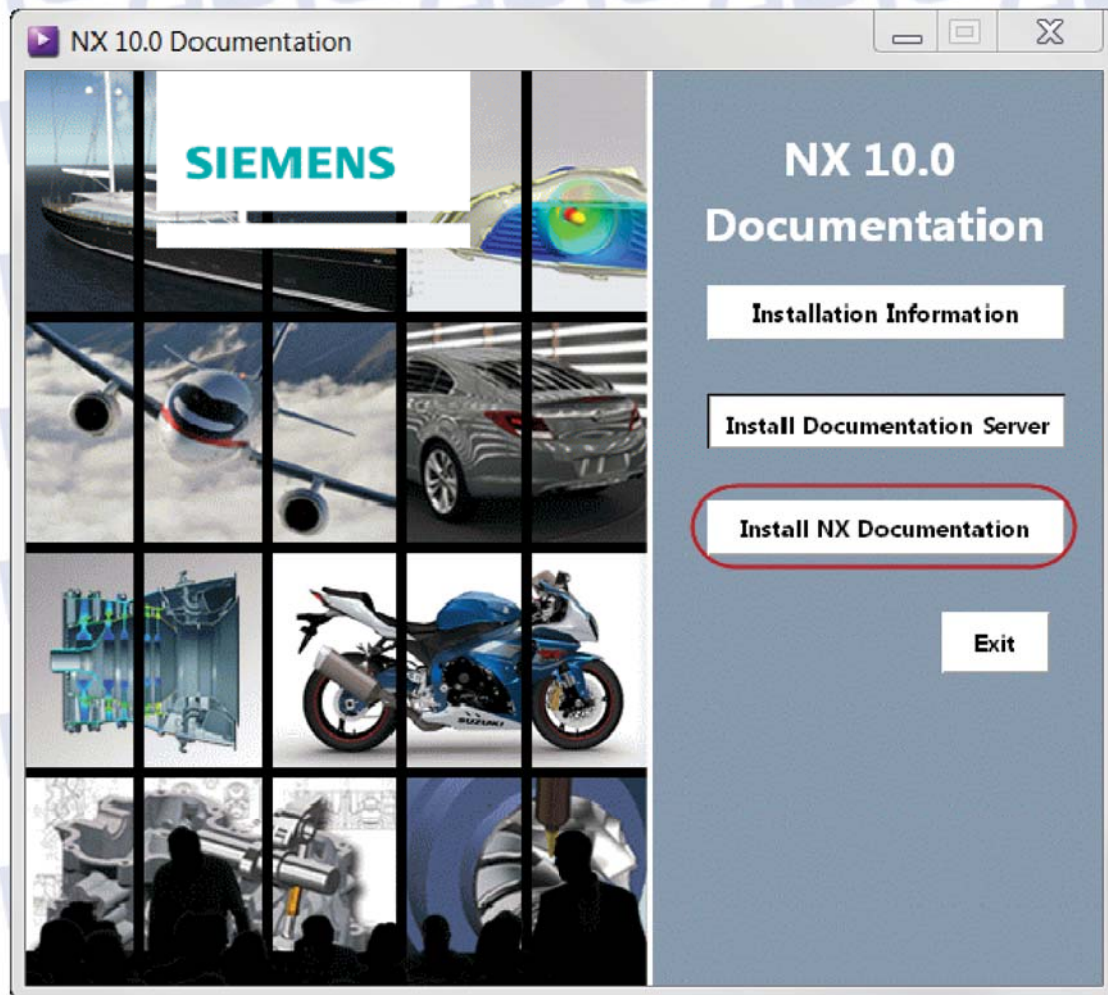 NX 10.0 Documentation
SIEMENS
NX 10.0
Documentation
Installation Information
Install Documentation Server
Install NX Documentation
Exit
SUZUKI